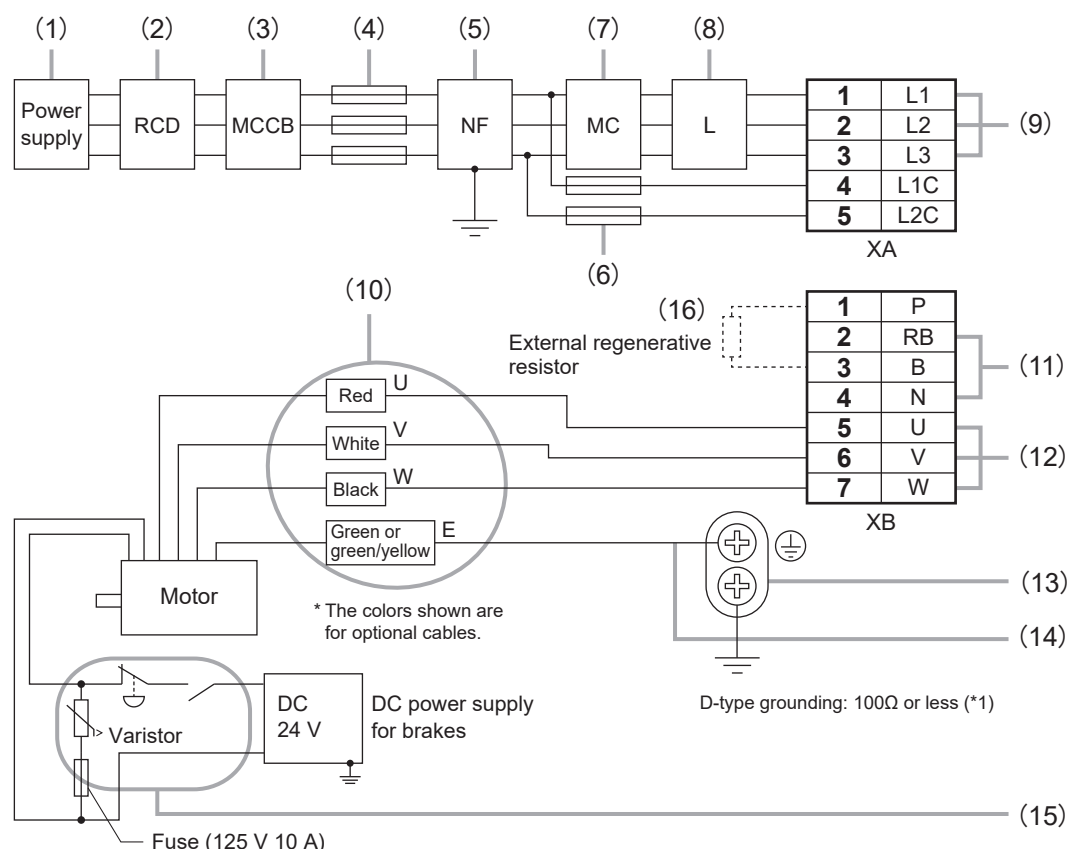 (1) (2) (3) (4) (5) (7) (8)
Power
supply
RCD
MCCB
NF
MC
L
1 L1
2 L2
3 L3
4 L1C
5 L2C
XA
(9)
(6)
(10)
(16)
External regenerative
resistor
1 P
2 RB
3 B
4 N
5 U
6 V
7 W
XB
(11)
(12)
Red U
White V
Black W
Green or
green/yellow
E
Motor
* The colors shown are
for optional cables.
(13)
(14)
D-type grounding: 100Ω or less (*1)
DC
24 V
DC power supply
for brakes
Varistor
(15)
Fuse (125 V 10 A)